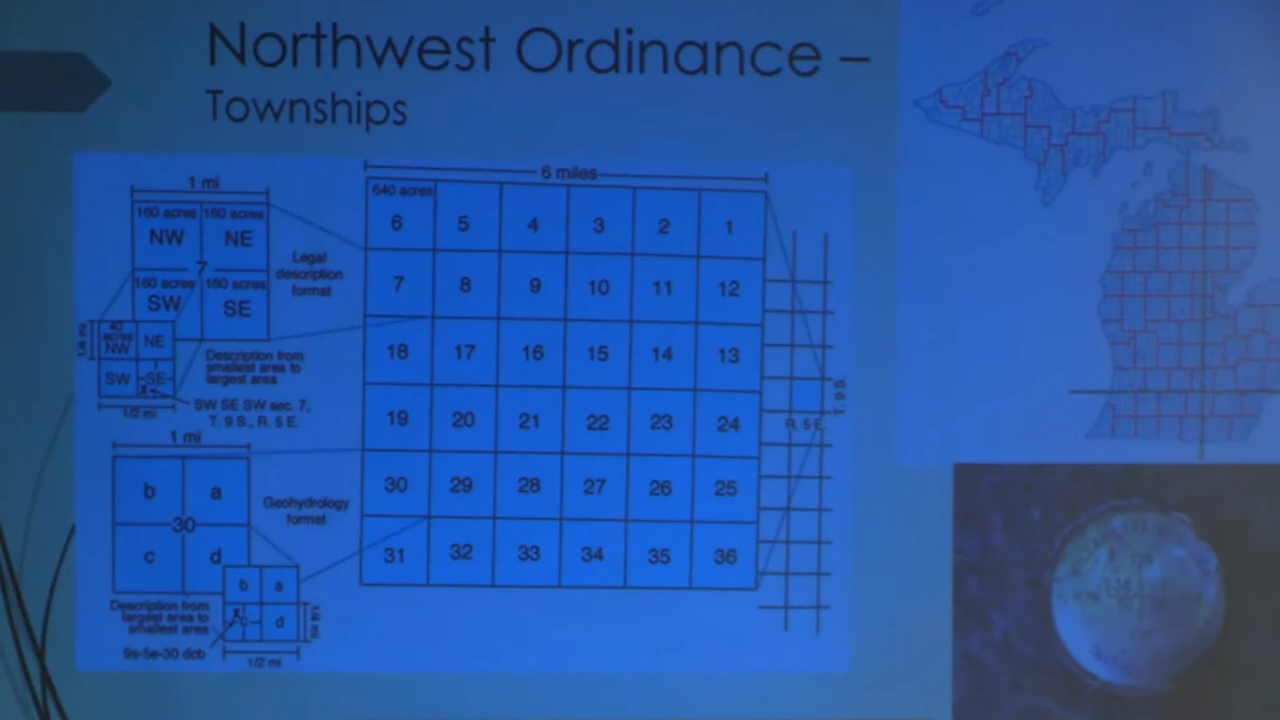 Northwest Ordinance –
Townships
1 mi
160 acres 160 acres
NW NE
7
160 acres 160 acres
SW SE
40
acres
NW NE
SW SE
x
1/2 mi
Legal
description
format
Description from
smallest area to
largest area
SW SE SW sec. 7,
T. 9 S., R. 5 E.
6 miles
640 acres
6 5 4 3 2 1
7 8 9 10 11 12
18 17 16 15 14 13
19 20 21 22 23 24
30 29 28 27 26 25
31 32 33 34 35 36
T. 9 S.
R. 5 E.
1 mi
b a
30
c d
b a
x c d
1/4 mi
1/2 mi
Geohydrology
format
Description from
largest area to
smallest area
9s-5e-30 dcb